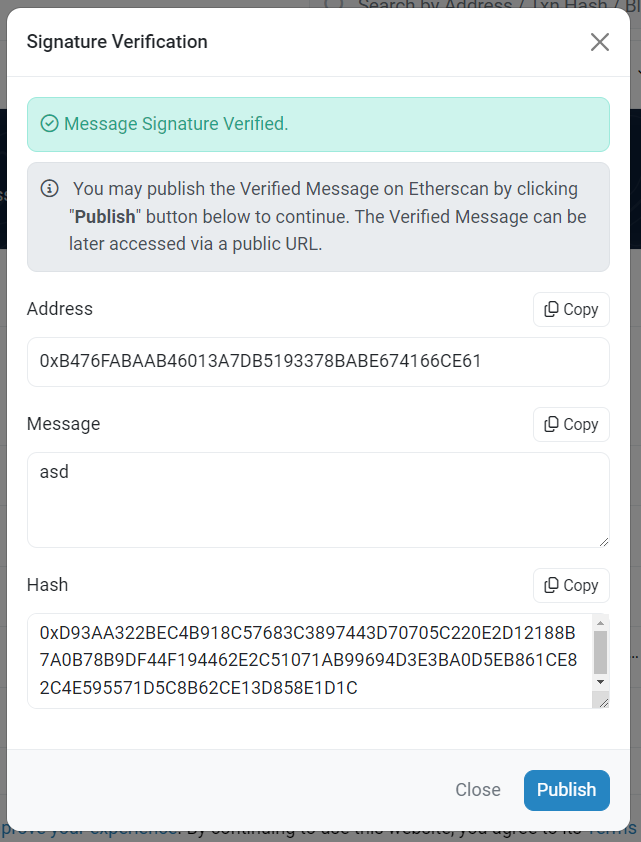 Search by Address / Txn Hash / Bl
Signature Verification
Message Signature Verified.
You may publish the Verified Message on Etherscan by clicking
"Publish" button below to continue. The Verified Message can be
later accessed via a public URL.
Address
Copy
0xB476FABAAB46013A7DB5193378BABE674166CE61
Message
Copy
asd
Hash
Copy
0xD93AA322BEC4B918C57683C3897443D70705C220E2D12188B
7A0B78B9DF44F194462E2C51071AB99694D3E3BA0D5EB861CE8
2C4E595571D5C8B62CE13D858E1D1C
Close
Publish
prove your experience. By continuing to use this website, you agree to its Terms